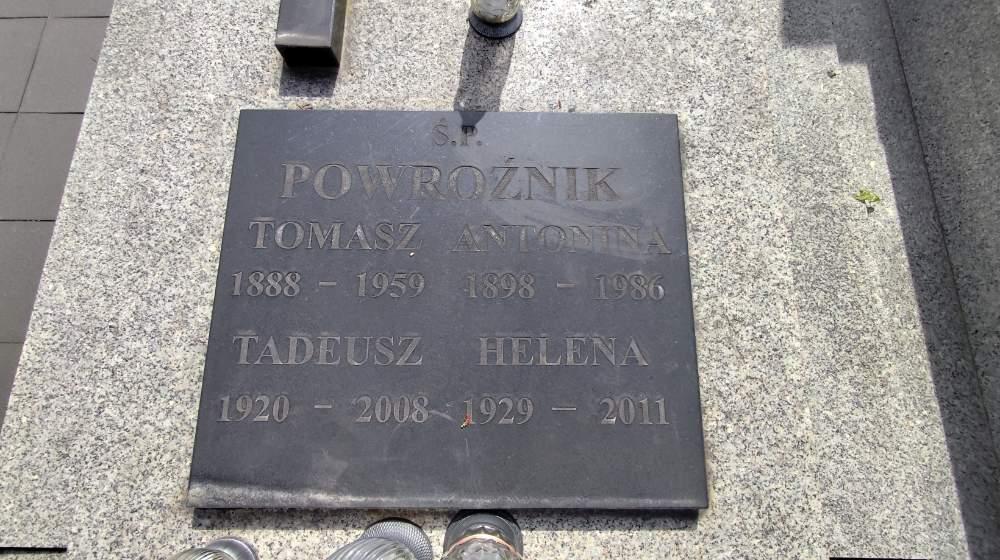 Ś.P.
POWROŹNIK
TOMASZ ANTONINA
1888 – 1959 1898 – 1986
TADEUSZ HELENA
1920 – 2008 1929 – 2011